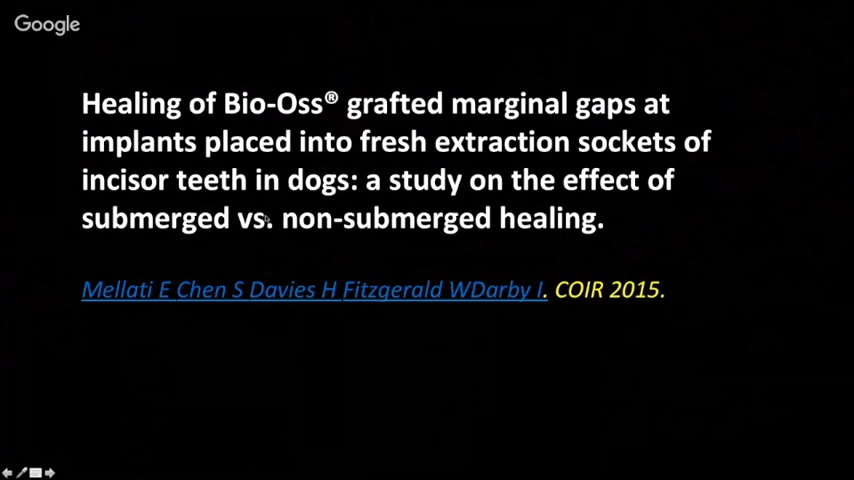 Google
Healing of Bio-Oss® grafted marginal gaps at
implants placed into fresh extraction sockets of
incisor teeth in dogs: a study on the effect of
submerged vs. non-submerged healing.
Mellati E Chen S Davies H Fitzgerald WDarby I. COIR 2015.